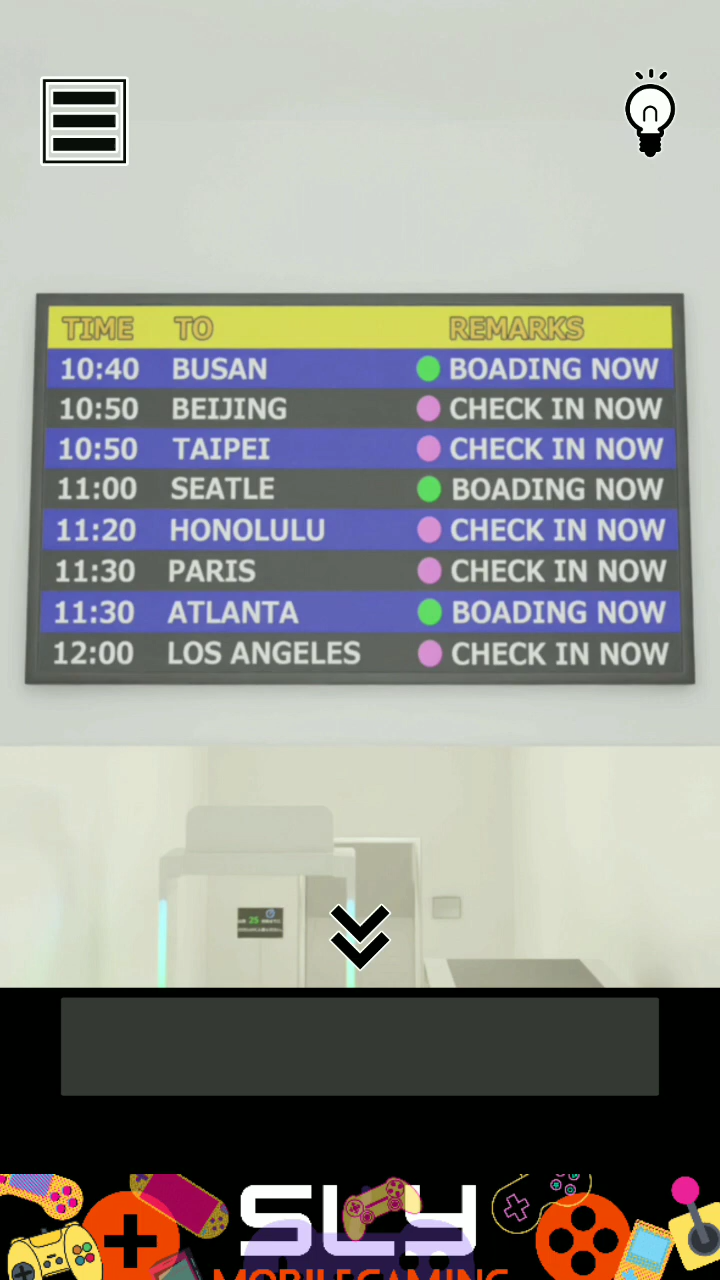 TIME TO REMARKS
10:40 BUSAN BOADING NOW
10:50 BEIJING CHECK IN NOW
10:50 TAIPEI CHECK IN NOW
11:00 SEATLE BOADING NOW
11:20 HONOLULU CHECK IN NOW
11:30 PARIS CHECK IN NOW
11:30 ATLANTA BOADING NOW
12:00 LOS ANGELES CHECK IN NOW
25
SLY
MOBILEGAMING